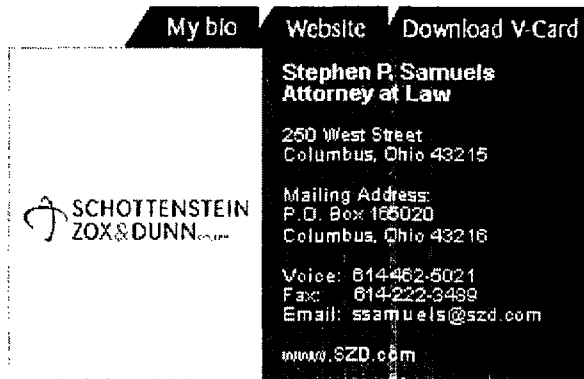 My bio
Website
Download V-Card
SCHOTTENSTEIN
ZOX&DUNN
Stephen P. Samuels
Attorney at Law
250 West Street
Columbus, Ohio 43215
Mailing Address:
P.O. Box 165020
Columbus, Ohio 43216
Voice: 614-462-5021
Fax: 614-222-3489
Email: ssamuels@szd.com
www.SZD.com